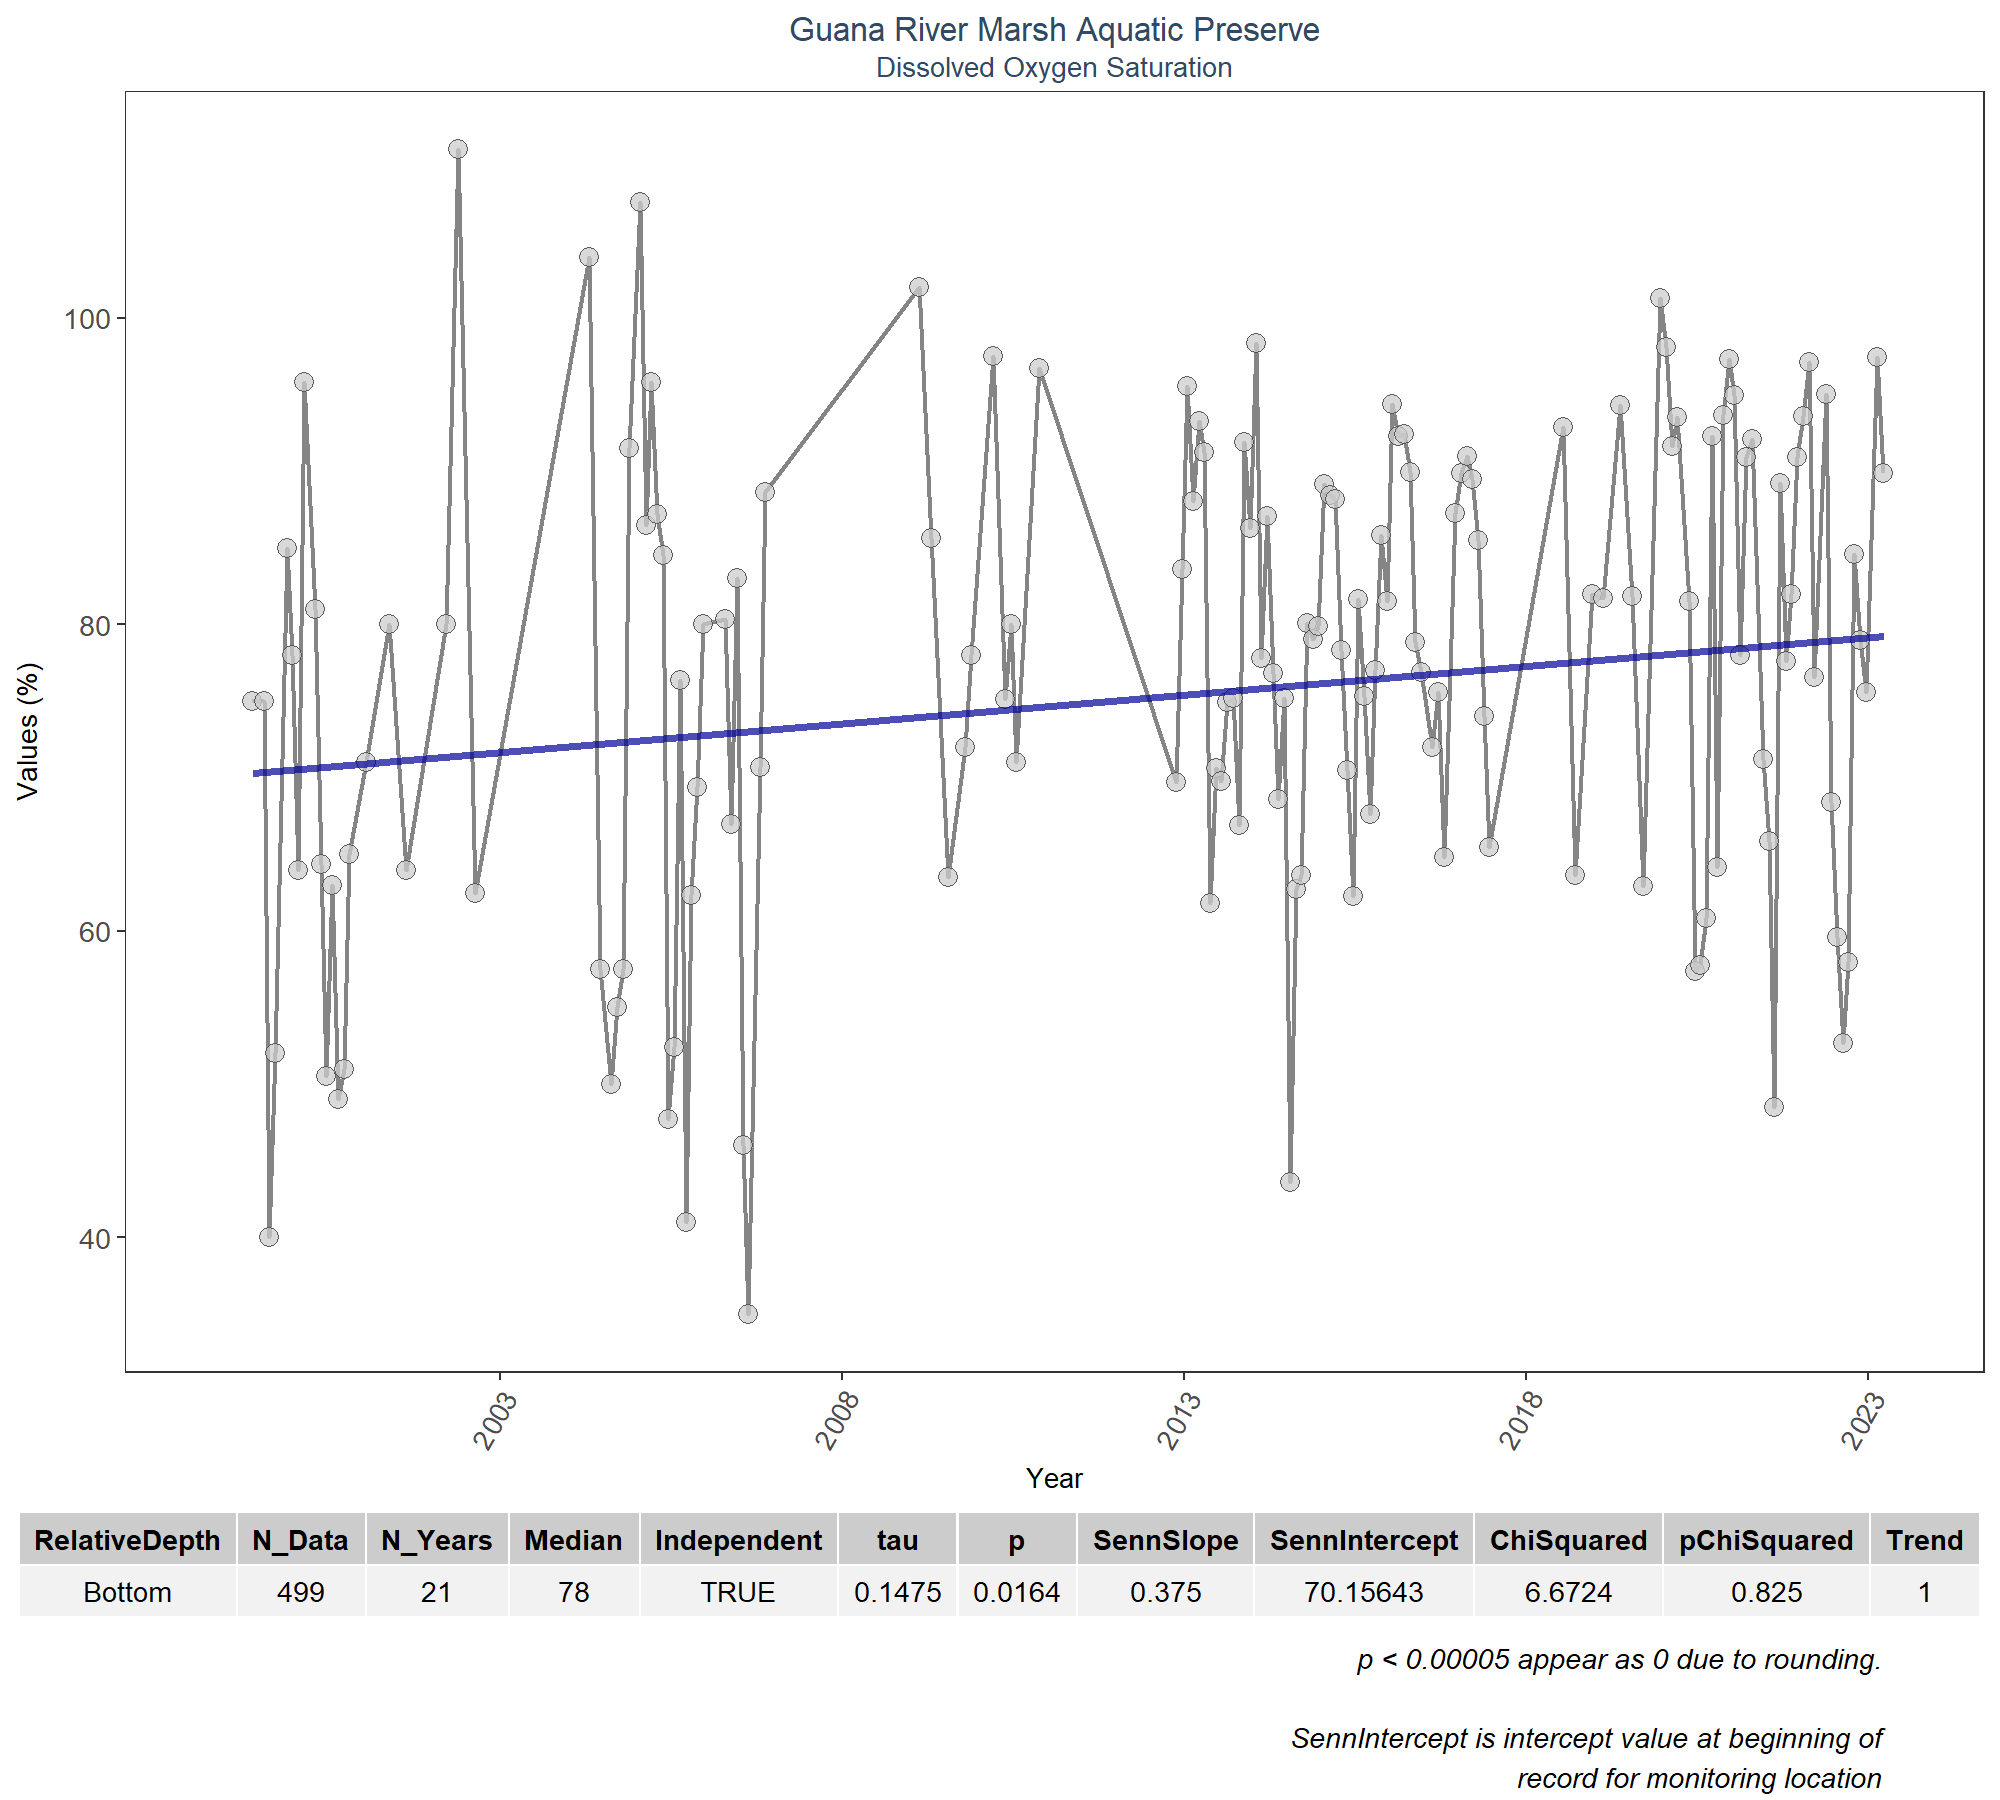 Guana River Marsh Aquatic Preserve
Dissolved Oxygen Saturation
Values (%)
100
80
60
40
2003
2008
2013
2018
2023
Year
RelativeDepth N_Data N_Years Median Independent tau p SennSlope SennIntercept ChiSquared pChiSquared Trend
Bottom 499 21 78 TRUE 0.1475 0.0164 0.375 70.15643 6.6724 0.825 1
p < 0.00005 appear as 0 due to rounding.
SennIntercept is intercept value at beginning of
record for monitoring location